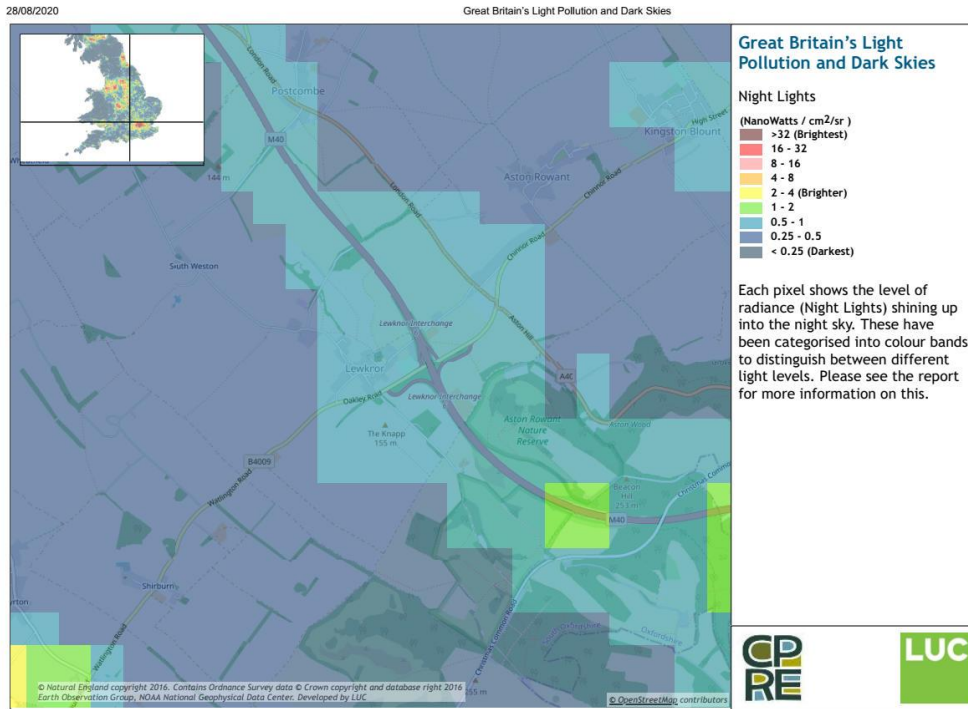 28/08/2020
Great Britain's Light Pollution and Dark Skies
London Road
Postcombe
M40
High Street
Kingston Blount
144 m
Aston Rowant
London Road
Chinnor Road
Chinnor Road
South Weston
Lewknor Interchange
Aston Hill
Lewknor
Oakley Road
Lewknor Interchange
A40
Aston Rowant
Nature
Reserve
Aston Wood
The Knapp
155 m
B4009
Watlington Road
Beacon
Hill
M40
Christmas Common
Shirburn
Watlington Road
Christmas Common Road
Oxfordshire
© Natural England copyright 2016. Contains Ordnance Survey data © Crown copyright and database right 2016
Earth Observation Group, NOAA National Geophysical Data Center. Developed by LUC
© OpenStreetMap contributors
Great Britain's Light
Pollution and Dark Skies
Night Lights
(NanoWatts / cm2/sr )
>32 (Brightest)
16 - 32
8 - 16
4 - 8
2 - 4 (Brighter)
1 - 2
0.5 - 1
0.25 - 0.5
< 0.25 (Darkest)
Each pixel shows the level of
radiance (Night Lights) shining up
into the night sky. These have
been categorised into colour bands
to distinguish between different
light levels. Please see the report
for more information on this.
CPRE
LUC